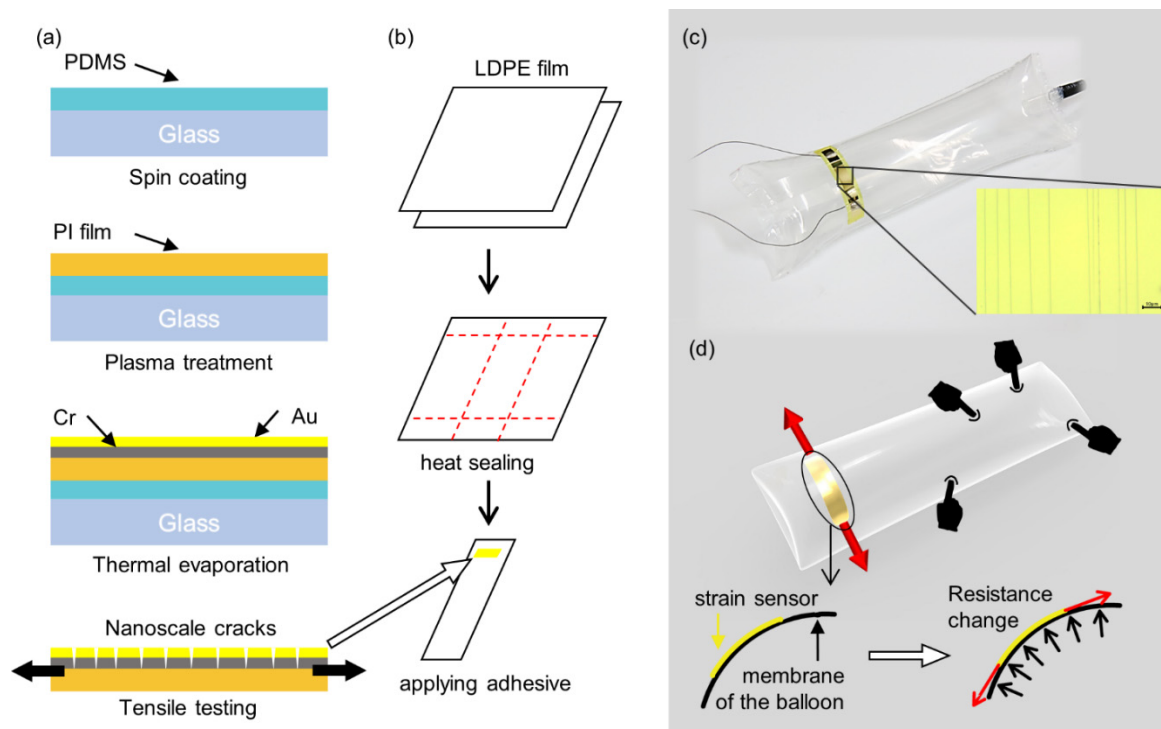 (a)
PDMS
Glass
Spin coating
PI film
Glass
Plasma treatment
Cr
Au
Glass
Thermal evaporation
Nanoscale cracks
Tensile testing
(b)
LDPE film
heat sealing
applying adhesive
(c)
(d)
strain sensor
membrane
of the balloon
Resistance
change